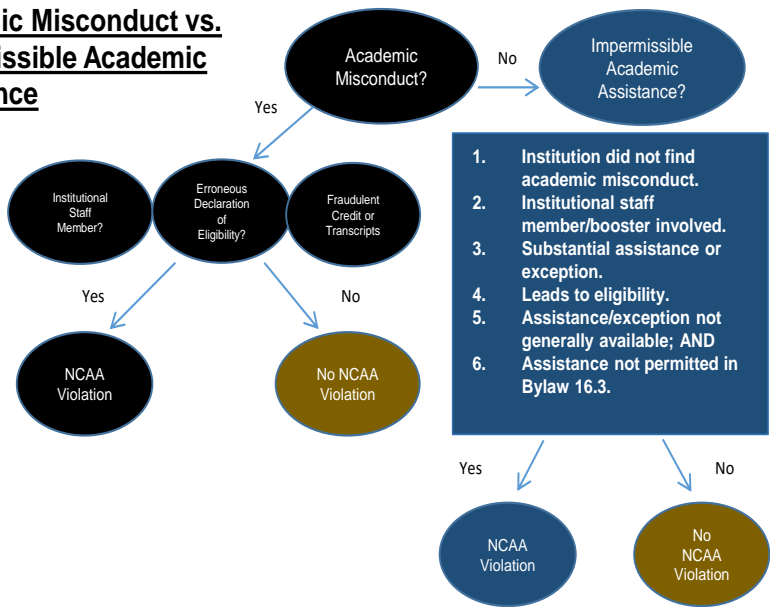 ic Misconduct vs.
issible Academic
nce
Academic
Misconduct?
No
Impermissible
Academic
Assistance?
Yes
Institutional
Staff
Member?
Erroneous
Declaration
of
Eligibility?
Fraudulent
Credit or
Transcripts
1. Institution did not find
academic misconduct.
2. Institutional staff
member/booster involved.
3. Substantial assistance or
exception.
4. Leads to eligibility.
5. Assistance/exception not
generally available; AND
6. Assistance not permitted in
Bylaw 16.3.
Yes
No
NCAA
Violation
No NCAA
Violation
Yes
No
NCAA
Violation
No
NCAA
Violation